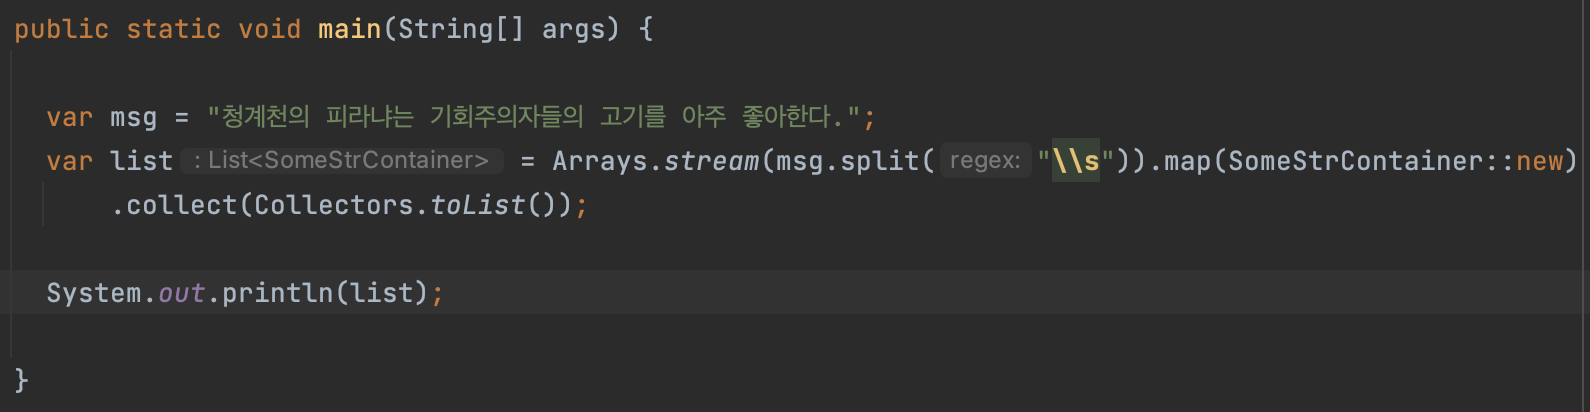 public static void main(String[] args) {
var msg = "청계천의 피라냐는 기회주의자들의 고기를 아주 좋아한다.";
var list : List<SomeStrContainer> = Arrays.stream(msg.split( regex: "\\s")).map(SomeStrContainer::new)
.collect(Collectors.toList());
System.out.println(list);
}